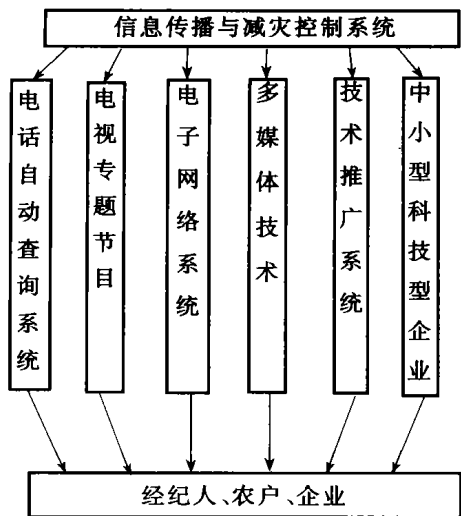 信息传播与减灾控制系统
电话自动查询系统
电视专题节目
电子网络系统
多媒体技术
技术推广系统
中小型科技型企业
经纪人、农户、企业